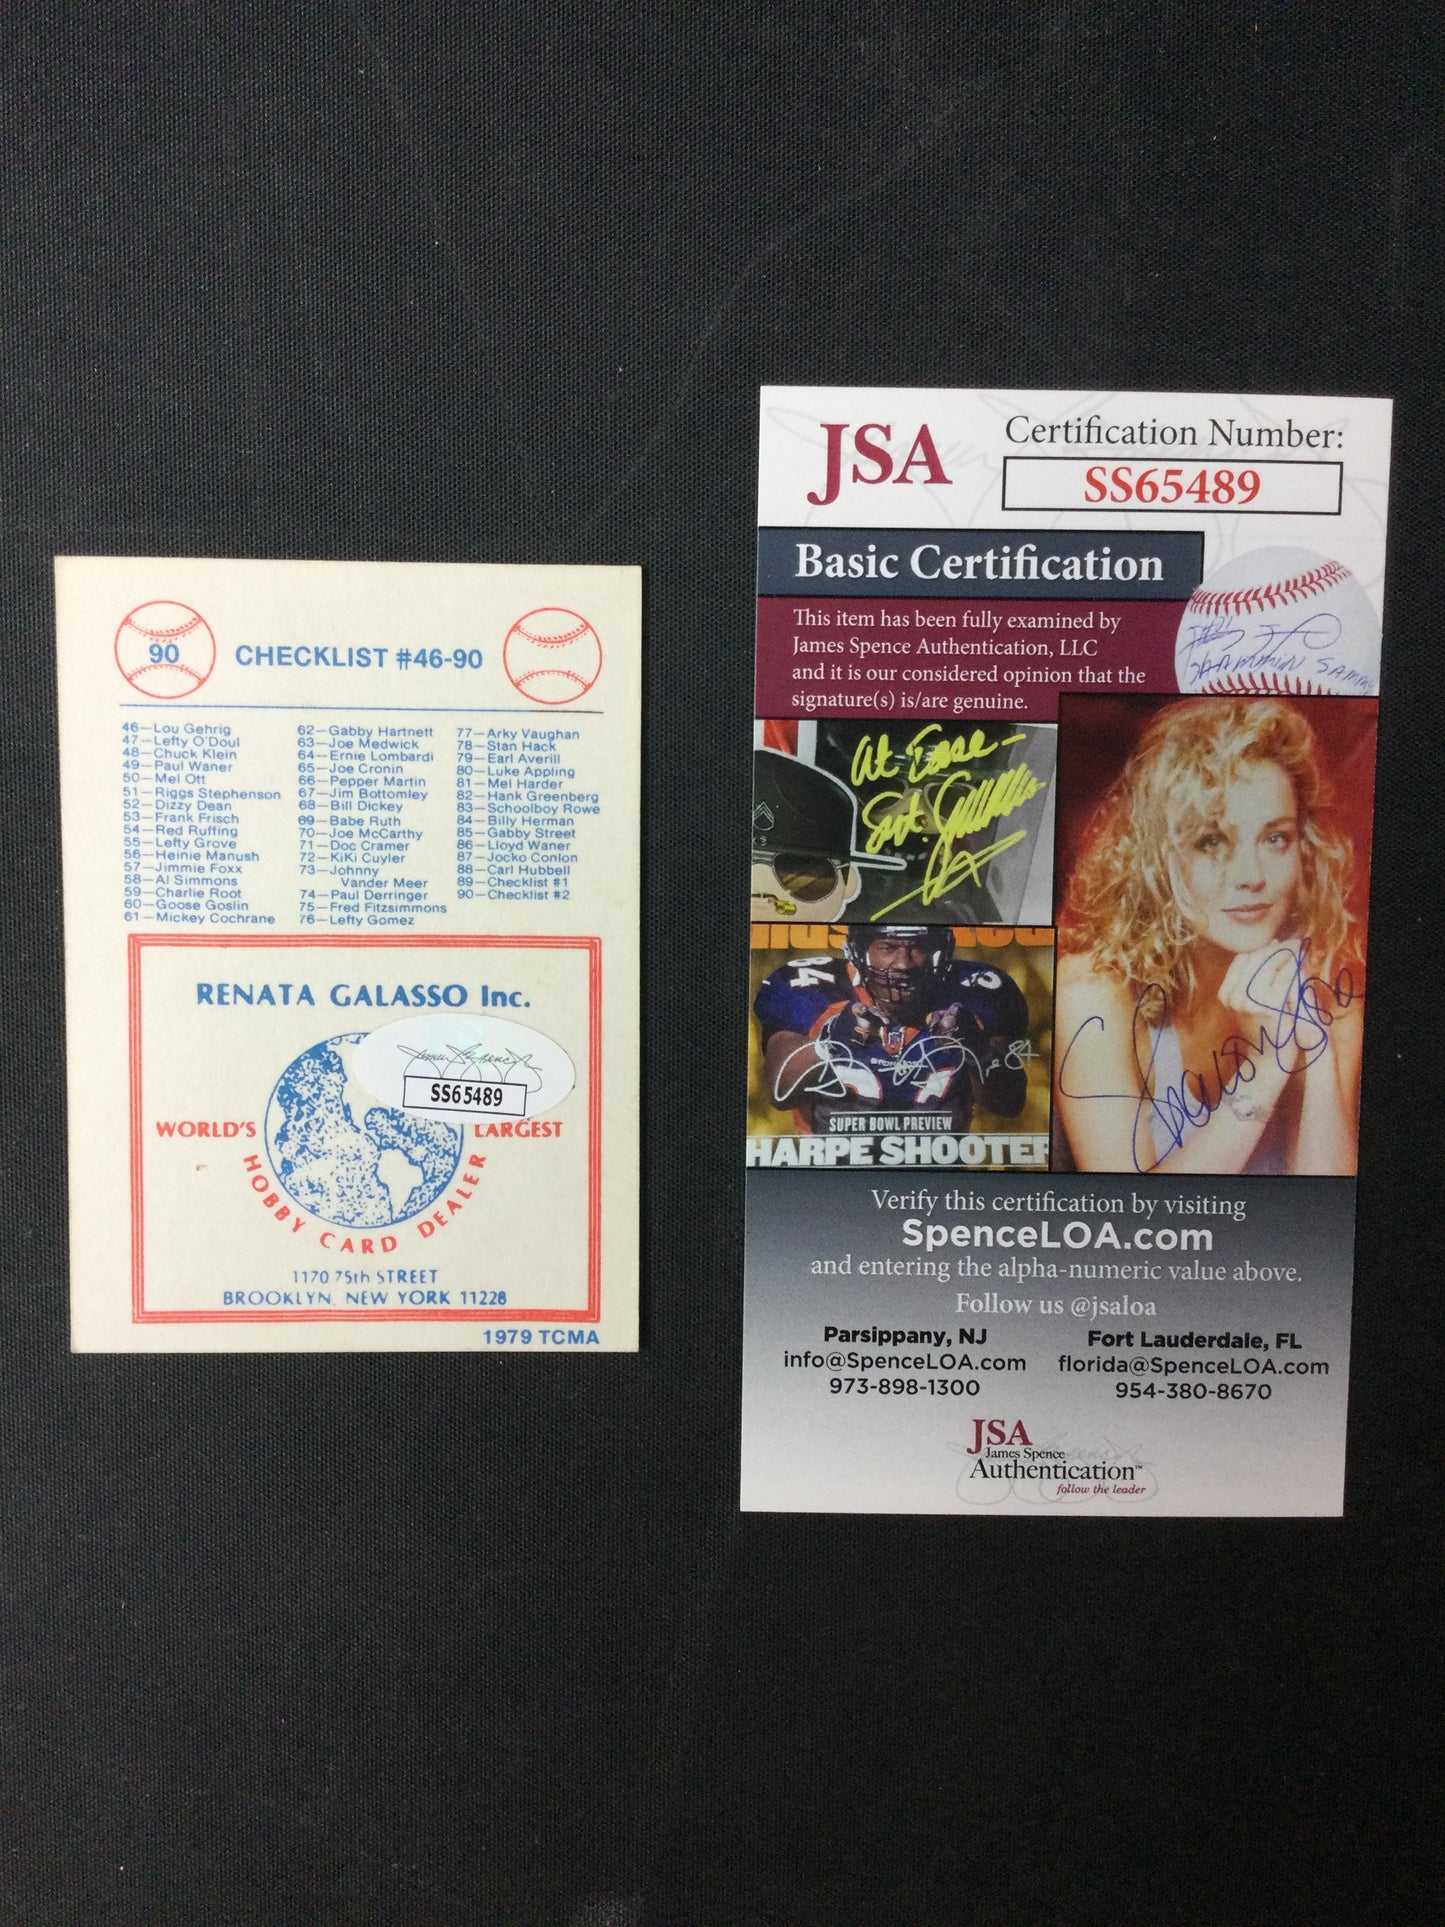 90
CHECKLIST #46-90
46—Lou Gehrig
47—Lefty O'Doul
48—Chuck Klein
49—Paul Waner
50—Mel Ott
51—Riggs Stephenson
52—Dizzy Dean
53—Frank Frisch
54—Red Ruffing
55—Lefty Grove
56—Heinie Manush
57—Jimmie Foxx
58—Al Simmons
59—Charlie Root
60—Goose Goslin
61—Mickey Cochrane
62—Gabby Hartnett
63—Joe Medwick
64—Ernie Lombardi
65—Joe Cronin
66—Pepper Martin
67—Jim Bottomley
68—Bill Dickey
69—Babe Ruth
70—Joe McCarthy
71—Doc Cramer
72—KiKi Cuyler
73—Johnny
Vander Meer
74—Paul Derringer
75—Fred Fitzsimmons
76—Lefty Gomez
77—Arky Vaughan
78—Stan Hack
79—Earl Averill
80—Luke Appling
81—Mel Harder
82—Hank Greenberg
83—Schoolboy Rowe
84—Billy Herman
85—Gabby Street
86—Lloyd Waner
87—Jocko Conlon
88—Carl Hubbell
89—Checklist #1
90—Checklist #2
RENATA GALASSO Inc.
SS65489
WORLD'S LARGEST
HOBBY CARD DEALER
1170 75th STREET
BROOKLYN, NEW YORK 11228
1979 TCMA
JSA
Certification Number:
SS65489
Basic Certification
This item has been fully examined by
James Spence Authentication, LLC
and it is our considered opinion that the
signature(s) is/are genuine.
At Ease-
Sgt.
84
SUPER BOWL PREVIEW
HARPE SHOOTER
Sharon Stone
Verify this certification by visiting
SpenceLOA.com
and entering the alpha-numeric value above.
Follow us @jsaloa
Parsippany, NJ
info@SpenceLOA.com
973-898-1300
Fort Lauderdale, FL
florida@SpenceLOA.com
954-380-8670
JSA
James Spence
Authentication™
follow the leader